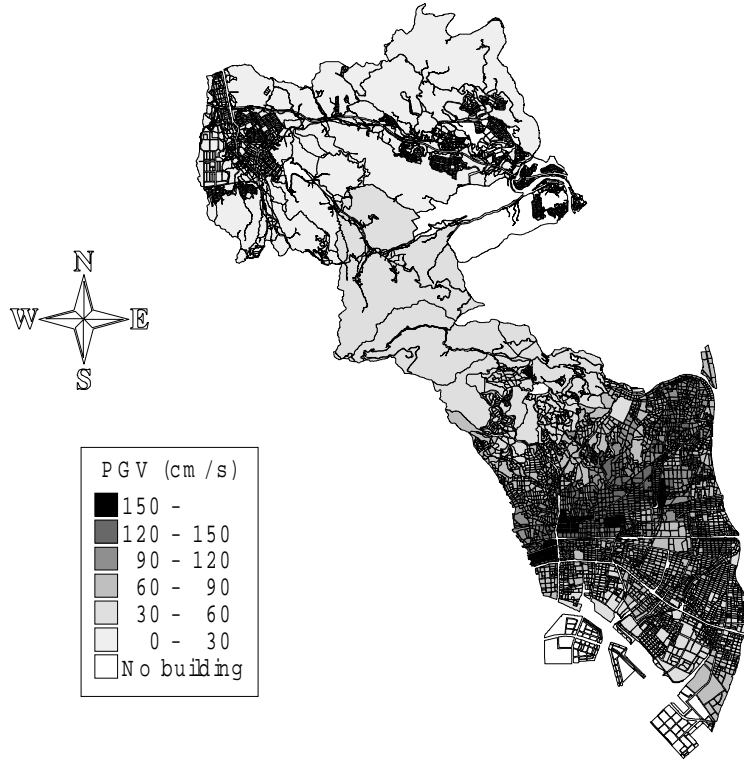 N
W E
S
PGV (cm/s)
150 -
120 - 150
90 - 120
60 - 90
30 - 60
0 - 30
No building